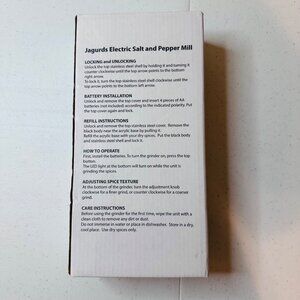 Jagurds Electric Salt and Pepper Mill
LOCKING and UNLOCKING
Unlock the top stainless steel shell by holding it and turning it
counter clockwise until the top arrow points to the bottom
right arrow.
To lock it, turn the top stainless steel shell clockwise until the
top arrow points to the bottom left arrow.
BATTERY INSTALLATION
Unlock and remove the top cover and insert 4 pieces of AA
batteries (not included) according to the indicated polarity. Put
the top cover again and lock.
REFILL INSTRUCTIONS
Unlock and remove the top stainless steel cover. Remove the
black body near the acrylic base by pulling it.
Refill the acrylic base with your dry spices. Put the black body
and stainless steel shell and lock it.
HOW TO OPERATE
First, install the batteries. To turn the grinder on, press the top
button.
The LED light at the bottom will turn on while the unit is
grinding the spices.
ADJUSTING SPICE TEXTURE
At the bottom of the grinder, turn the adjustment knob
clockwise for a finer grind, or counter clockwise for a coarser
grind.
CARE INSTRUCTIONS
Before using the grinder for the first time, wipe the unit with a
clean cloth to remove any dirt or dust.
Do not immerse in water or place in dishwasher. Store in a dry,
cool place. Use dry spices only.